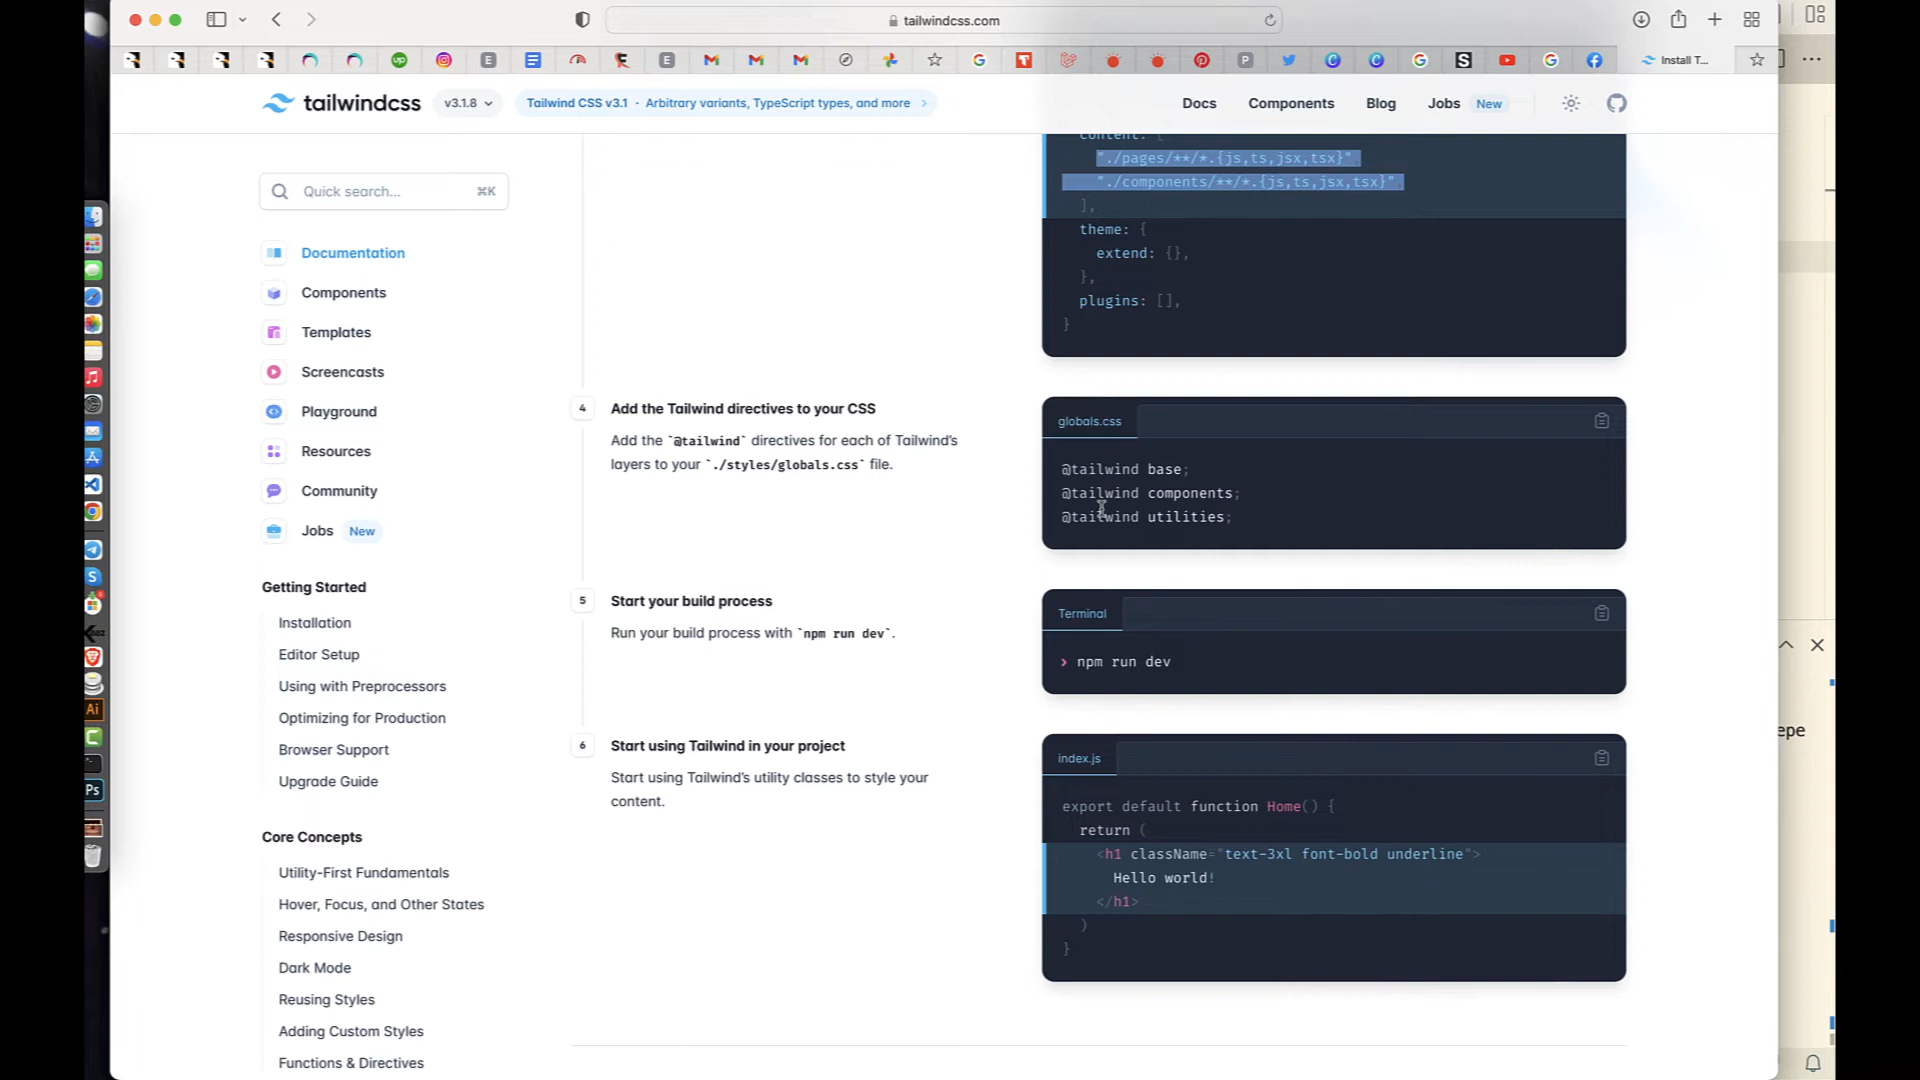 tailwindcss.com
Install T...
tailwindcss
v3.1.8
Tailwind CSS v3.1 · Arbitrary variants, TypeScript types, and more
Docs
Components
Blog
Jobs
New
Quick search...
⌘K
Documentation
Components
Templates
Screencasts
Playground
Resources
Community
Jobs
New
Getting Started
Installation
Editor Setup
Using with Preprocessors
Optimizing for Production
Browser Support
Upgrade Guide
Core Concepts
Utility-First Fundamentals
Hover, Focus, and Other States
Responsive Design
Dark Mode
Reusing Styles
Adding Custom Styles
Functions & Directives
content: [
"./pages/**/*.{js,ts,jsx,tsx}",
"./components/**/*.{js,ts,jsx,tsx}",
],
theme: {
extend: {},
},
plugins: [],
}
4
Add the Tailwind directives to your CSS
Add the `@tailwind` directives for each of Tailwind's
layers to your `./styles/globals.css` file.
globals.css
@tailwind base;
@tailwind components;
@tailwind utilities;
5
Start your build process
Run your build process with `npm run dev`.
Terminal
> npm run dev
6
Start using Tailwind in your project
Start using Tailwind's utility classes to style your
content.
index.js
export default function Home() {
return (
<h1 className="text-3xl font-bold underline">
Hello world!
</h1>
)
}
epe
Ai
Ps